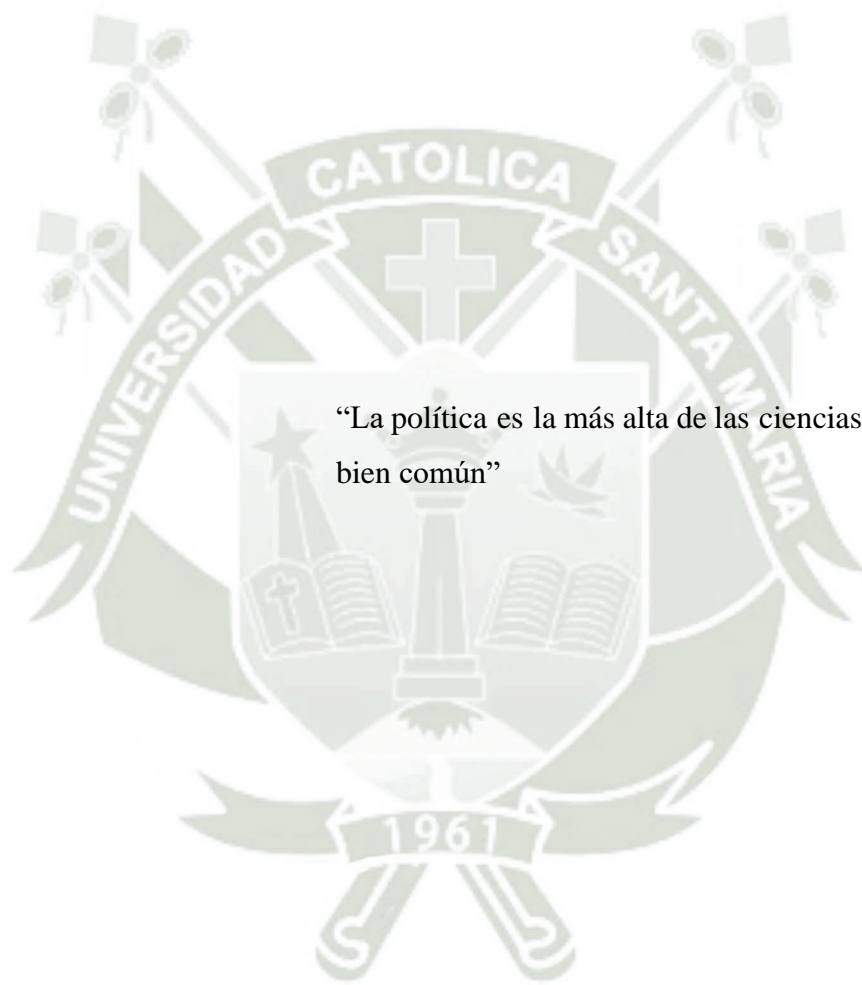 CATOLICA
UNIVERSIDAD
SANTA MARIA
“La política es la más alta de las ciencias
bien común”
1961